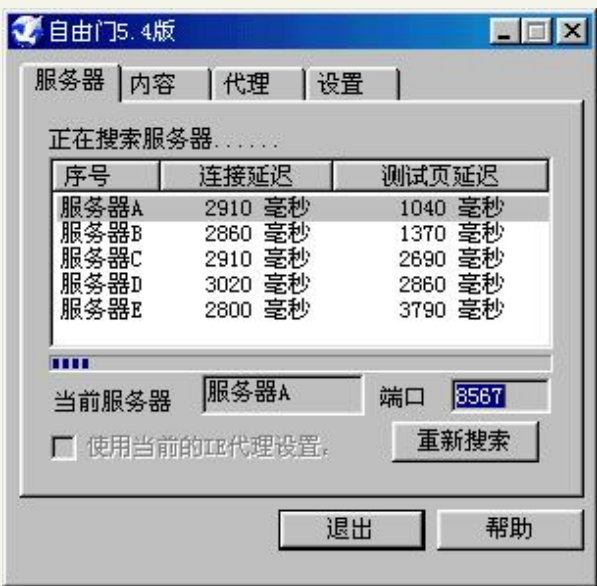 自由门5.4版
服务器 内容 代理 设置
正在搜索服务器......
序号 连接延迟 测试页延迟
服务器A 2910 毫秒 1040 毫秒
服务器B 2860 毫秒 1370 毫秒
服务器C 2910 毫秒 2690 毫秒
服务器D 3020 毫秒 2860 毫秒
服务器E 2800 毫秒 3790 毫秒
当前服务器 服务器A 端口 8567
使用当前的IE代理设置。 重新搜索
退出 帮助